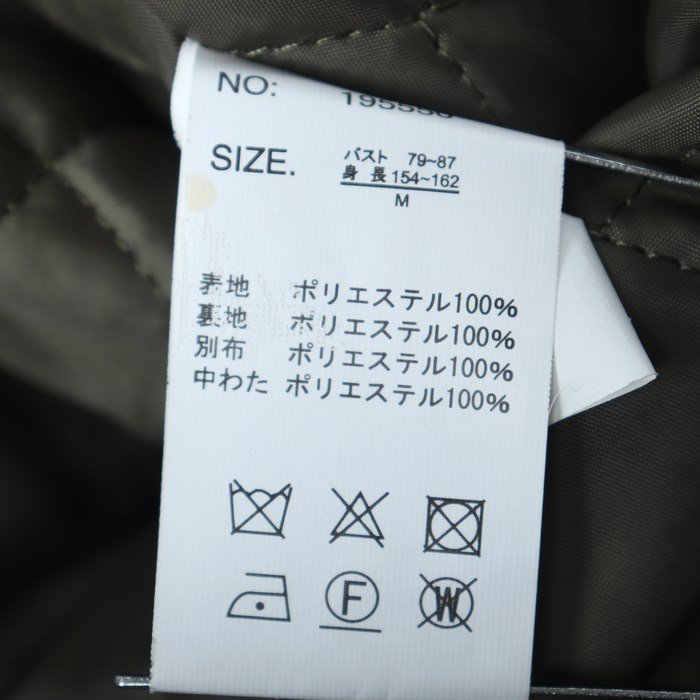 NO:
SIZE. バスト 79~87
身 長 154~162
M
表地 ポリエステル100%
裏地 ポリエステル100%
別布 ポリエステル100%
中わた ポリエステル100%
F
W